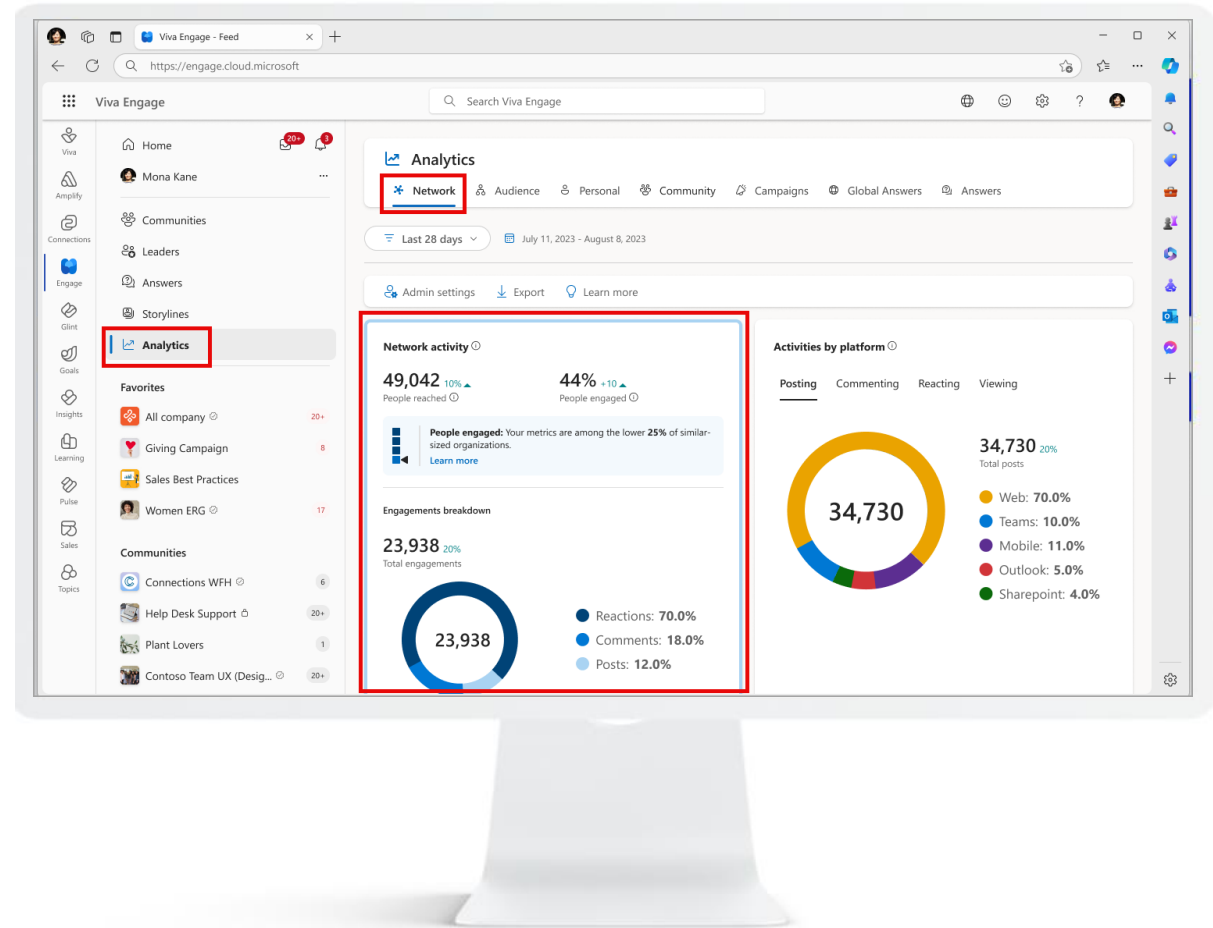 Viva Engage - Feed
https://engage.cloud.microsoft
Viva Engage
Search Viva Engage
?
Viva
Amplify
Connections
Engage
Glint
Goals
Insights
Learning
Pulse
Sales
Topics
Home 20+ 3
Mona Kane
Communities
Leaders
Answers
Storylines
Analytics
Favorites
All company 20+
Giving Campaign 8
Sales Best Practices
Women ERG 17
Communities
Connections WFH 6
Help Desk Support 20+
Plant Lovers 1
Contoso Team UX (Desig... 20+
Analytics
Network Audience Personal Community Campaigns Global Answers Answers
Last 28 days July 11, 2023 - August 8, 2023
Admin settings Export Learn more
Network activity
49,042 10%
People reached
44% +10
People engaged
People engaged: Your metrics are among the lower 25% of similar-
sized organizations.
Learn more
Engagements breakdown
23,938 20%
Total engagements
23,938
Reactions: 70.0%
Comments: 18.0%
Posts: 12.0%
Activities by platform
Posting Commenting Reacting Viewing
34,730
34,730 20%
Total posts
Web: 70.0%
Teams: 10.0%
Mobile: 11.0%
Outlook: 5.0%
Sharepoint: 4.0%